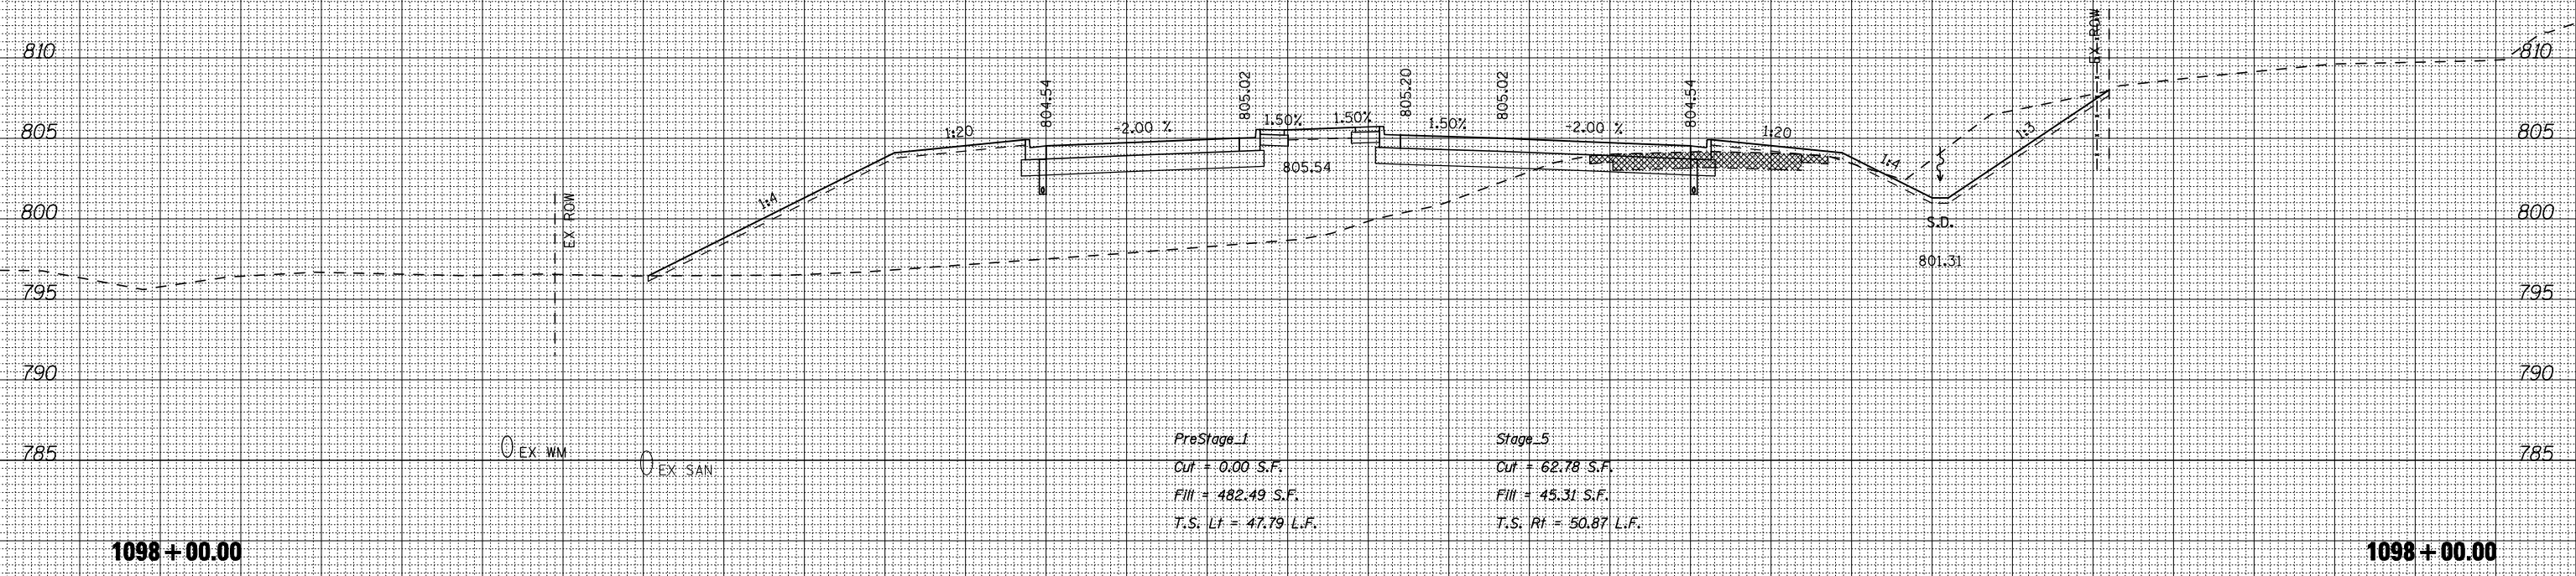 EX ROW
810
810
804.54
805.02
805.20
805.02
804.54
805
1:20
-2.00 %
1.50%
1.50%
1.50%
-2.00 %
1:20
1:3
805
1:4
805.54
1:4
800
EX ROW
S.D.
800
801.31
795
795
790
790
785
EX WM
EX SAN
785
PreStage_1
Cut = 0.00 S.F.
Fill = 482.49 S.F.
T.S. Lt = 47.79 L.F.
Stage_5
Cut = 62.78 S.F.
Fill = 45.31 S.F.
T.S. Rt = 50.87 L.F.
1098+00.00
1098+00.00